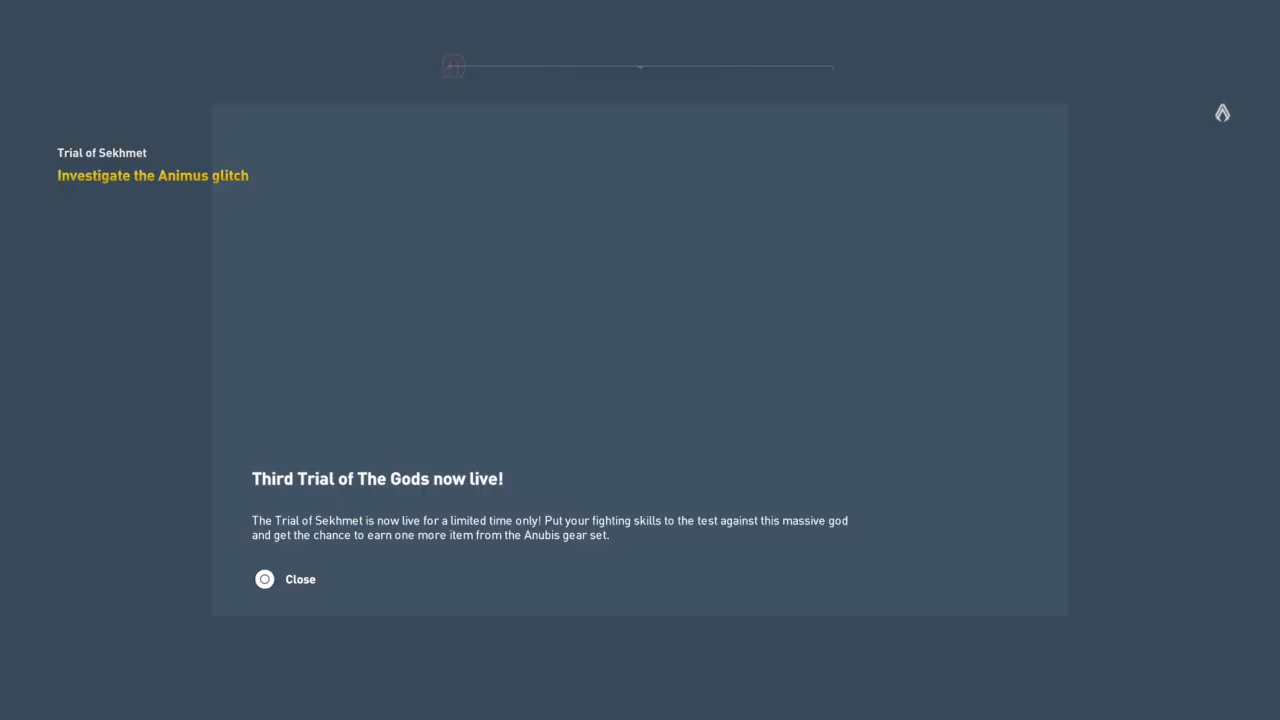 Trial of Sekhmet
Investigate the Animus glitch
Third Trial of The Gods now live!
The Trial of Sekhmet is now live for a limited time only! Put your fighting skills to the test against this massive god
and get the chance to earn one more item from the Anubis gear set.
Close